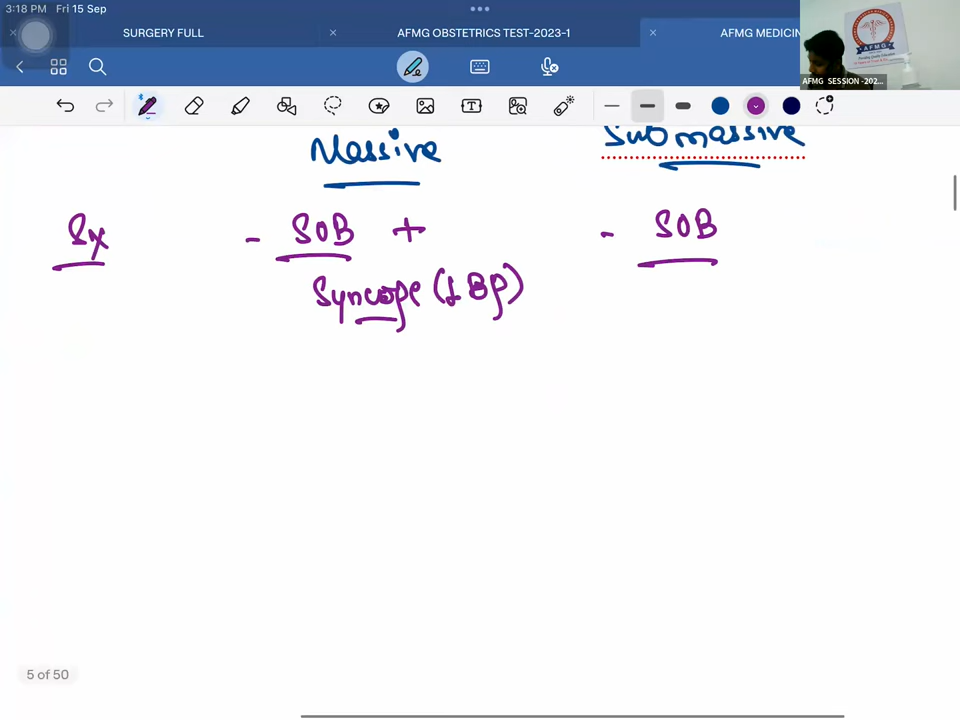 3:18 PM Fri 15 Sep
SURGERY FULL
AFMG OBSTETRICS TEST-2023-1
AFMG MEDICIN
AFMG
AFMG SESSION -202...
Massive
Submassive
Sx
- SOB +
- SOB
Syncope (↓BP)
5 of 50